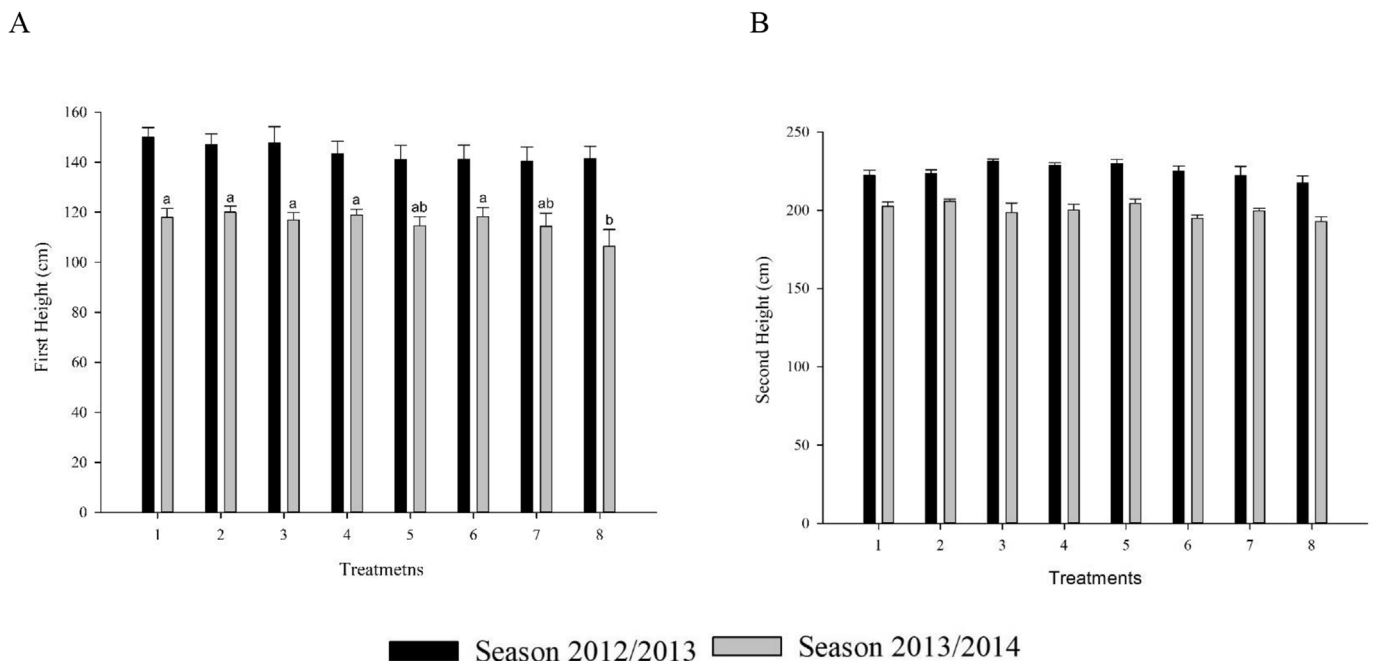 A
B
First Height (cm)
160
140
120
100
80
60
40
20
0
a
a
a
a
ab
a
ab
b
1 2 3 4 5 6 7 8
Treatmetns
Second Height (cm)
250
200
150
100
50
0
1 2 3 4 5 6 7 8
Treatments
Season 2012/2013 Season 2013/2014